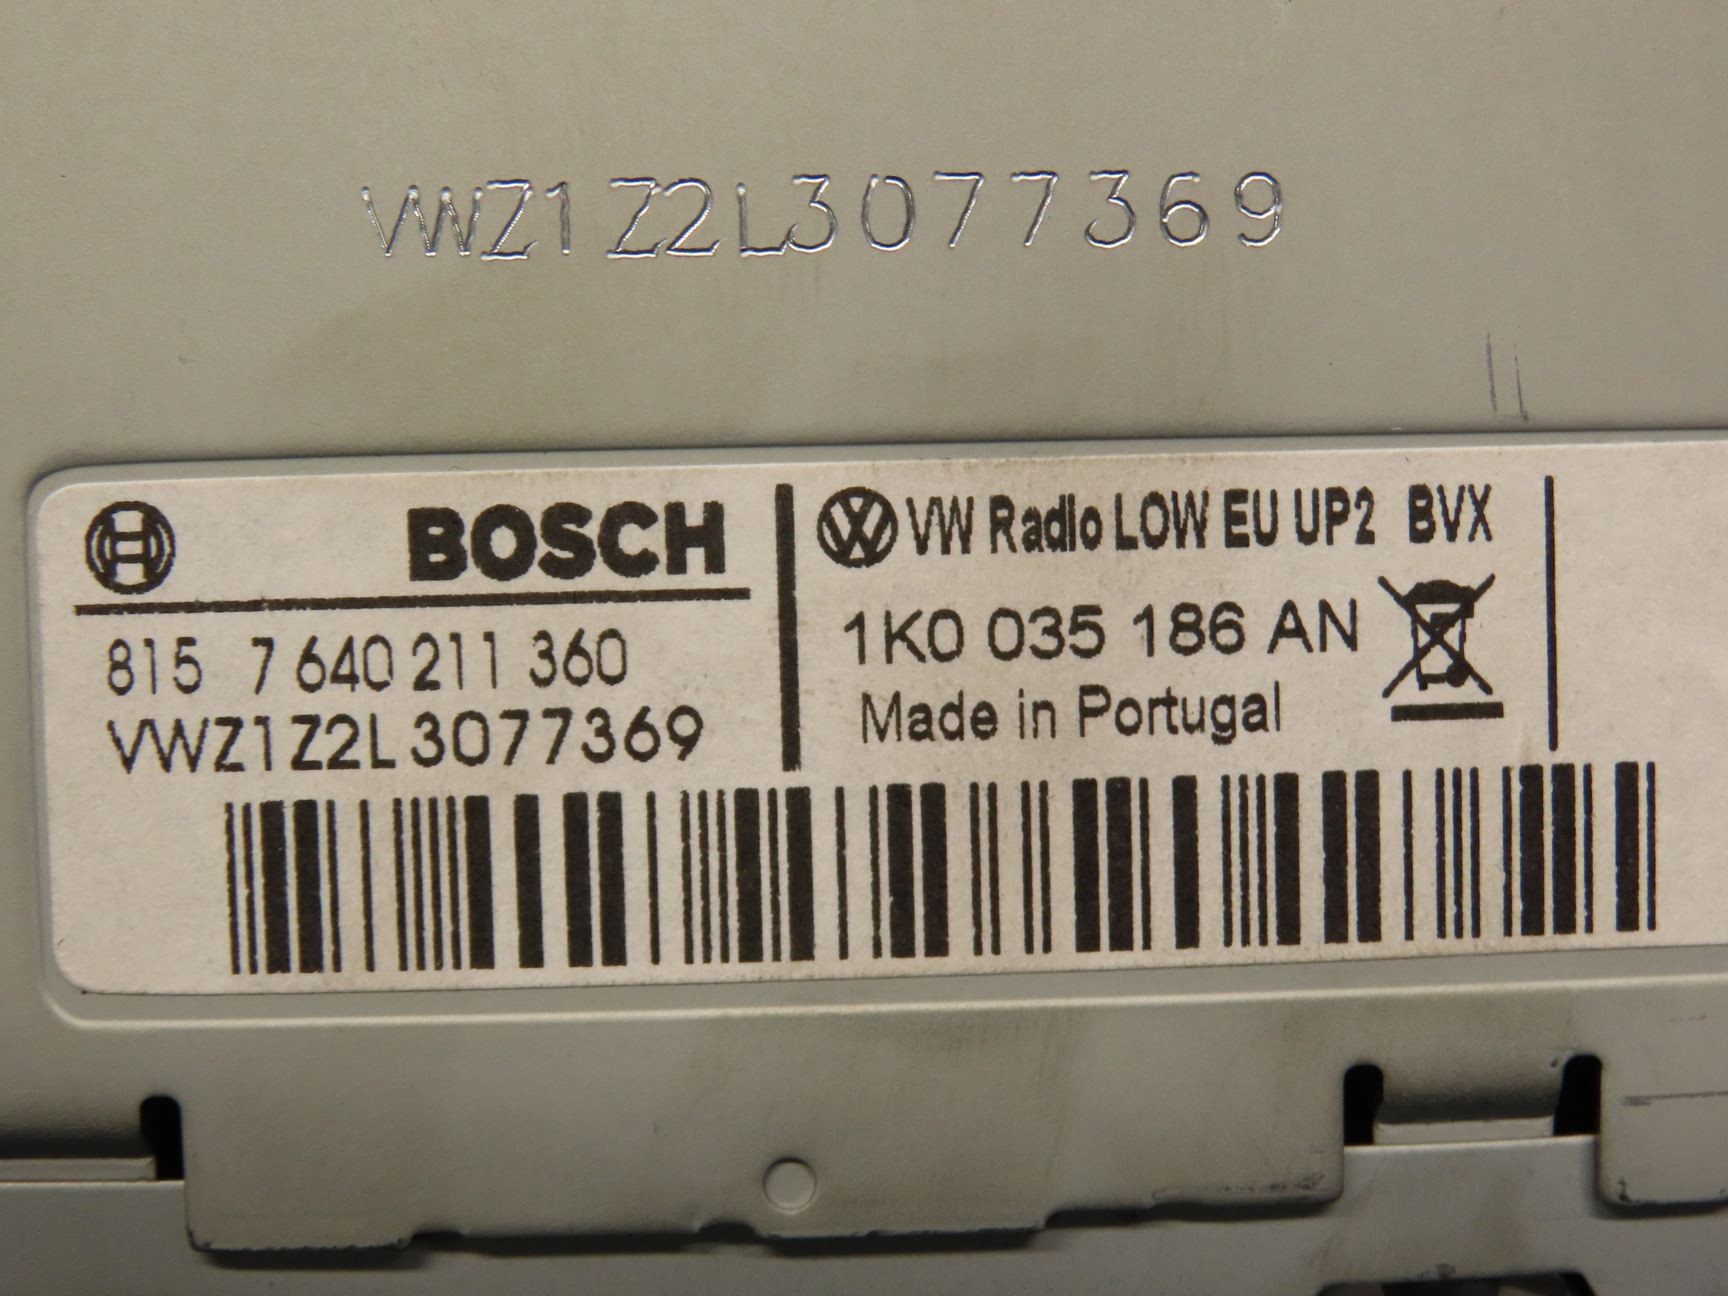 VWZ1Z2L3077369
BOSCH
815 7 640 211 360
VWZ1Z2L3077369
VW Radio LOW EU UP2 BVX
1K0 035 186 AN
Made in Portugal